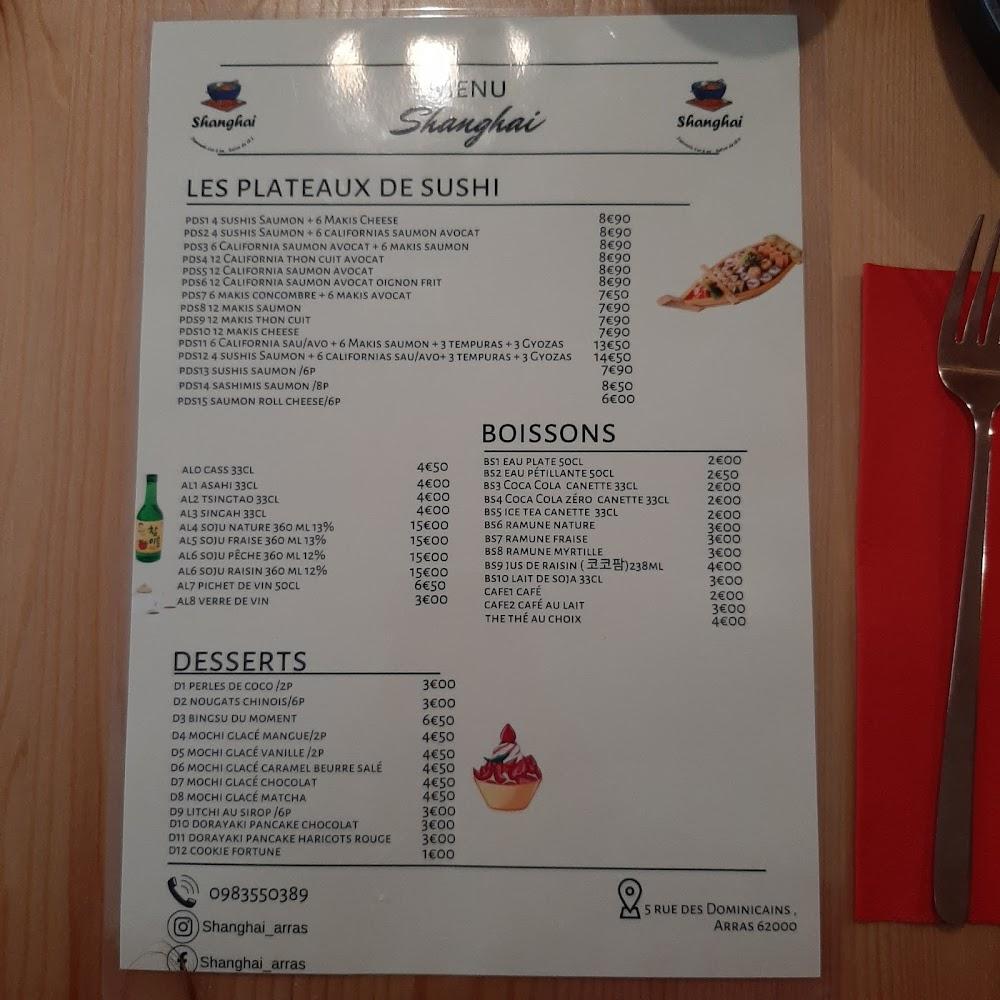 Shanghai
MENU
Shanghai
Shanghai
LES PLATEAUX DE SUSHI
PDS1 4 SUSHIS SAUMON + 6 MAKIS CHEESE 8€90
PDS2 4 SUSHIS SAUMON + 6 CALIFORNIAS SAUMON AVOCAT 8€90
PDS3 6 CALIFORNIA SAUMON AVOCAT + 6 MAKIS SAUMON 8€90
PDS4 12 CALIFORNIA THON CUIT AVOCAT 8€90
PDS5 12 CALIFORNIA SAUMON AVOCAT 8€90
PDS6 12 CALIFORNIA SAUMON AVOCAT OIGNON FRIT 8€90
PDS7 6 MAKIS CONCOMBRE + 6 MAKIS AVOCAT 7€50
PDS8 12 MAKIS SAUMON 7€90
PDS9 12 MAKIS THON CUIT 7€90
PDS10 12 MAKIS CHEESE 7€90
PDS11 6 CALIFORNIA SAU/AVO + 6 MAKIS SAUMON + 3 TEMPURAS + 3 GYOZAS 13€50
PDS12 4 SUSHIS SAUMON + 6 CALIFORNIAS SAU/AVO+ 3 TEMPURAS + 3 GYOZAS 14€50
PDS13 SUSHIS SAUMON /6P 7€90
PDS14 SASHIMIS SAUMON /8P 8€50
PDS15 SAUMON ROLL CHEESE/6P 6€00
AL0 CASS 33CL 4€50
AL1 ASAHI 33CL 4€00
AL2 TSINGTAO 33CL 4€00
AL3 SINGAH 33CL 4€00
AL4 SOJU NATURE 360 ML 13% 15€00
AL5 SOJU FRAISE 360 ML 13% 15€00
AL6 SOJU PÊCHE 360 ML 12% 15€00
AL6 SOJU RAISIN 360 ML 12% 15€00
AL7 PICHET DE VIN 50CL 6€50
AL8 VERRE DE VIN 3€00
BOISSONS
BS1 EAU PLATE 50CL 2€00
BS2 EAU PÉTILLANTE 50CL 2€50
BS3 COCA COLA CANETTE 33CL 2€00
BS4 COCA COLA ZÉRO CANETTE 33CL 2€00
BS5 ICE TEA CANETTE 33CL 2€00
BS6 RAMUNE NATURE 3€00
BS7 RAMUNE FRAISE 3€00
BS8 RAMUNE MYRTILLE 3€00
BS9 JUS DE RAISIN (코코팜)238ML 4€00
BS10 LAIT DE SOJA 33CL 3€00
CAFE1 CAFÉ 2€00
CAFE2 CAFÉ AU LAIT 3€00
THE THÉ AU CHOIX 4€00
DESSERTS
D1 PERLES DE COCO /2P 3€00
D2 NOUGATS CHINOIS/6P 3€00
D3 BINGSU DU MOMENT 6€50
D4 MOCHI GLACÉ MANGUE/2P 4€50
D5 MOCHI GLACÉ VANILLE /2P 4€50
D6 MOCHI GLACÉ CARAMEL BEURRE SALÉ 4€50
D7 MOCHI GLACÉ CHOCOLAT 4€50
D8 MOCHI GLACÉ MATCHA 4€50
D9 LITCHI AU SIROP /6P 3€00
D10 DORAYAKI PANCAKE CHOCOLAT 3€00
D11 DORAYAKI PANCAKE HARICOTS ROUGE 3€00
D12 COOKIE FORTUNE 1€00
0983550389
Shanghai_arras
Shanghai_arras
5 RUE DES DOMINICAINS ,
ARRAS 62000